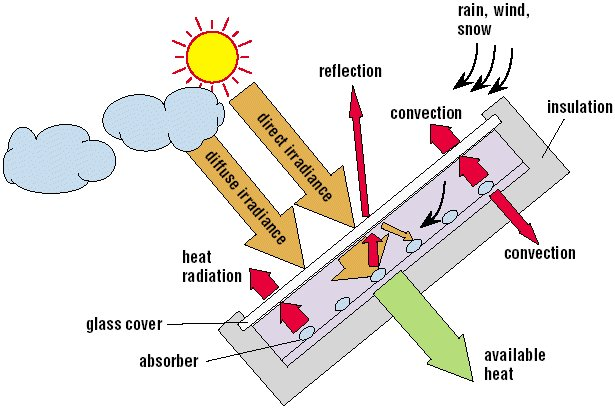 rain, wind,
snow
reflection
convection
insulation
direct irradiance
diffuse irradiance
heat
radiation
convection
glass cover
absorber
available
heat